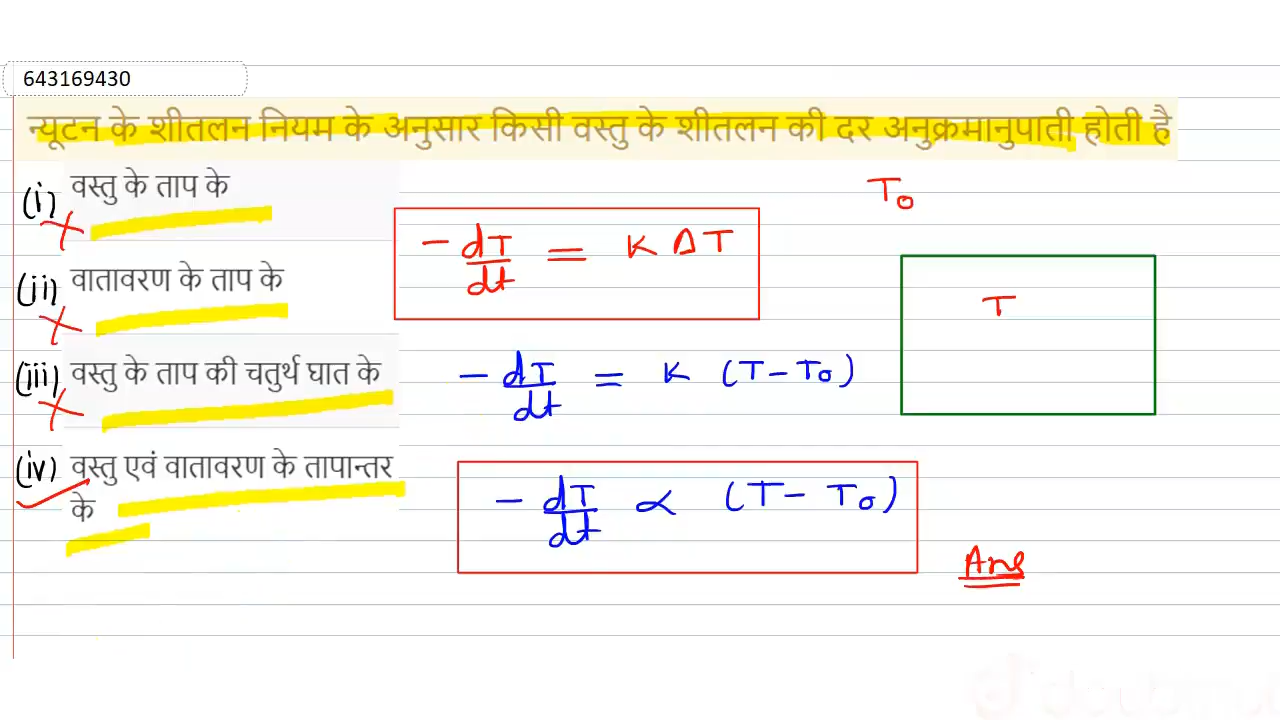 643169430
न्यूटन के शीतलन नियम के अनुसार किसी वस्तु के शीतलन की दर अनुक्रमानुपाती होती है
(i) वस्तु के ताप के
(ii) वातावरण के ताप के
(iii) वस्तु के ताप की चतुर्थ घात के
(iv) वस्तु एवं वातावरण के तापान्तर
के
-dT/dt = K ΔT
-dT/dt = K (T-T₀)
-dT/dt ∝ (T- T₀)
T₀
T
Ans